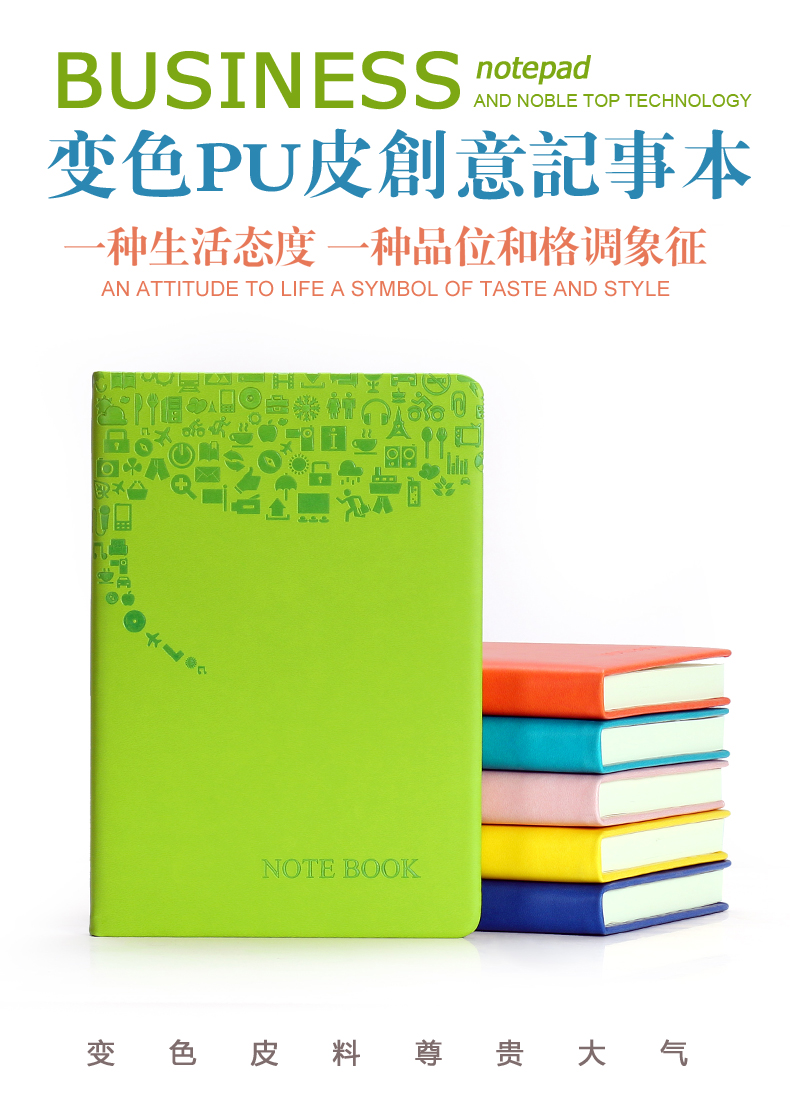 BUSINESS notepad
AND NOBLE TOP TECHNOLOGY
变色PU皮創意記事本
一种生活态度 一种品位和格调象征
AN ATTITUDE TO LIFE A SYMBOL OF TASTE AND STYLE
NOTE BOOK
变色皮料尊贵大气